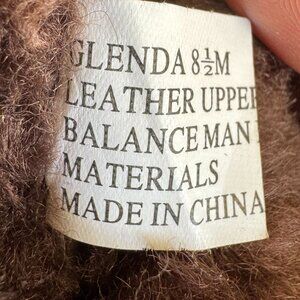 GLENDA 8½M
LEATHER UPPER
BALANCE MAN
MATERIALS
MADE IN CHINA